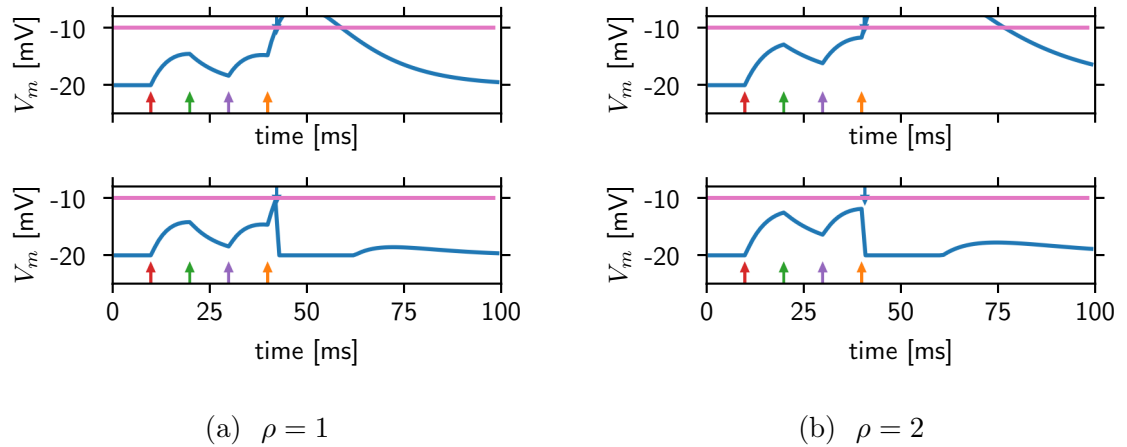 -10
-20
V_m [mV]
time [ms]
-10
-20
V_m [mV]
time [ms]
-10
-20
V_m [mV]
0 25 50 75 100
time [ms]
-10
-20
V_m [mV]
0 25 50 75 100
time [ms]
(a) ρ = 1
(b) ρ = 2